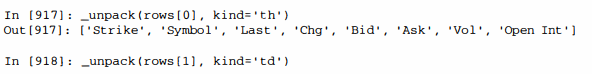 In [917]: _unpack(rows[0], kind='th')
Out[917]: ['Strike', 'Symbol', 'Last', 'Chg', 'Bid', 'Ask', 'Vol', 'Open Int']
In [918]: _unpack(rows[1], kind='td')